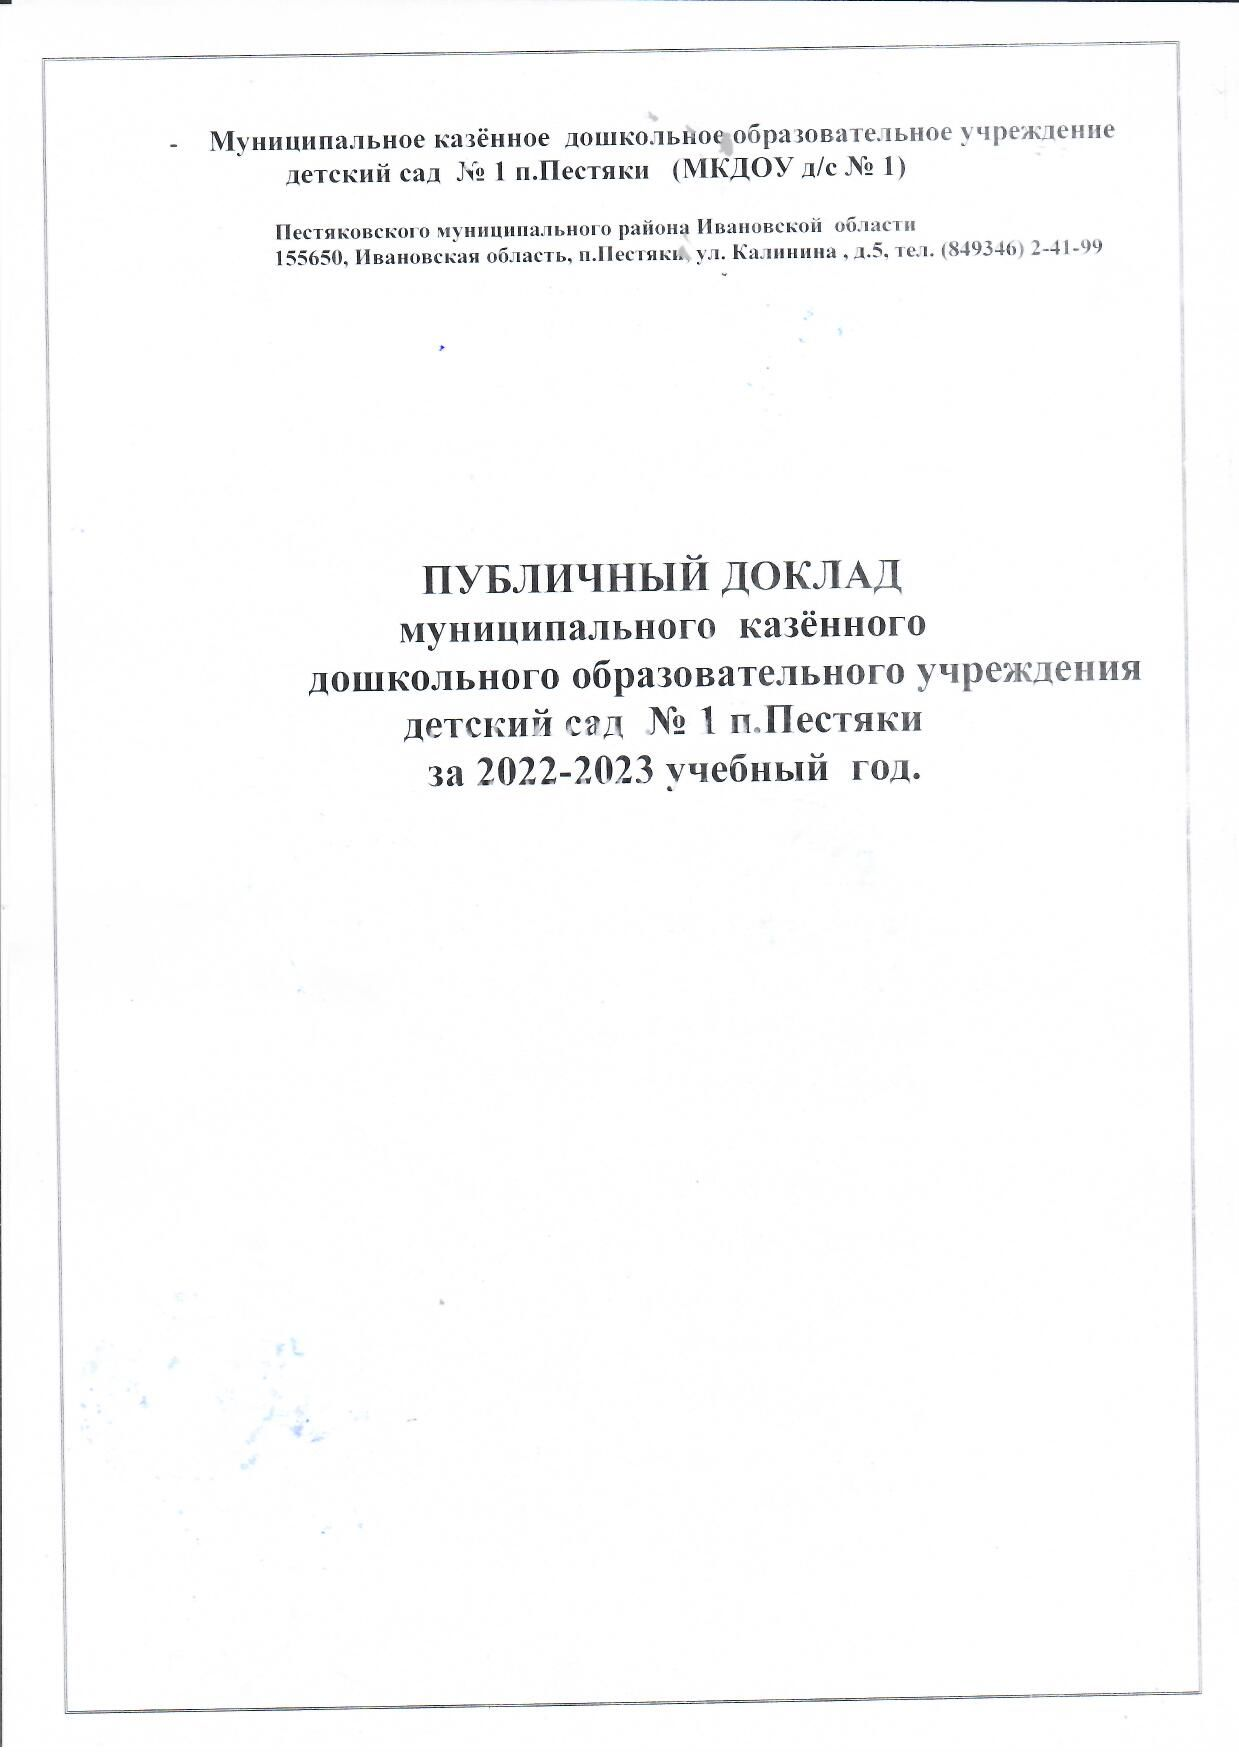 - Муниципальное казённое дошкольное образовательное учреждение
детский сад № 1 п.Пестяки (МКДОУ д/с № 1)
Пестяковского муниципального района Ивановской области
155650, Ивановская область, п.Пестяки, ул. Калинина , д.5, тел. (849346) 2-41-99
ПУБЛИЧНЫЙ ДОКЛАД
муниципального казённого
дошкольного образовательного учреждения
детский сад № 1 п.Пестяки
за 2022-2023 учебный год.